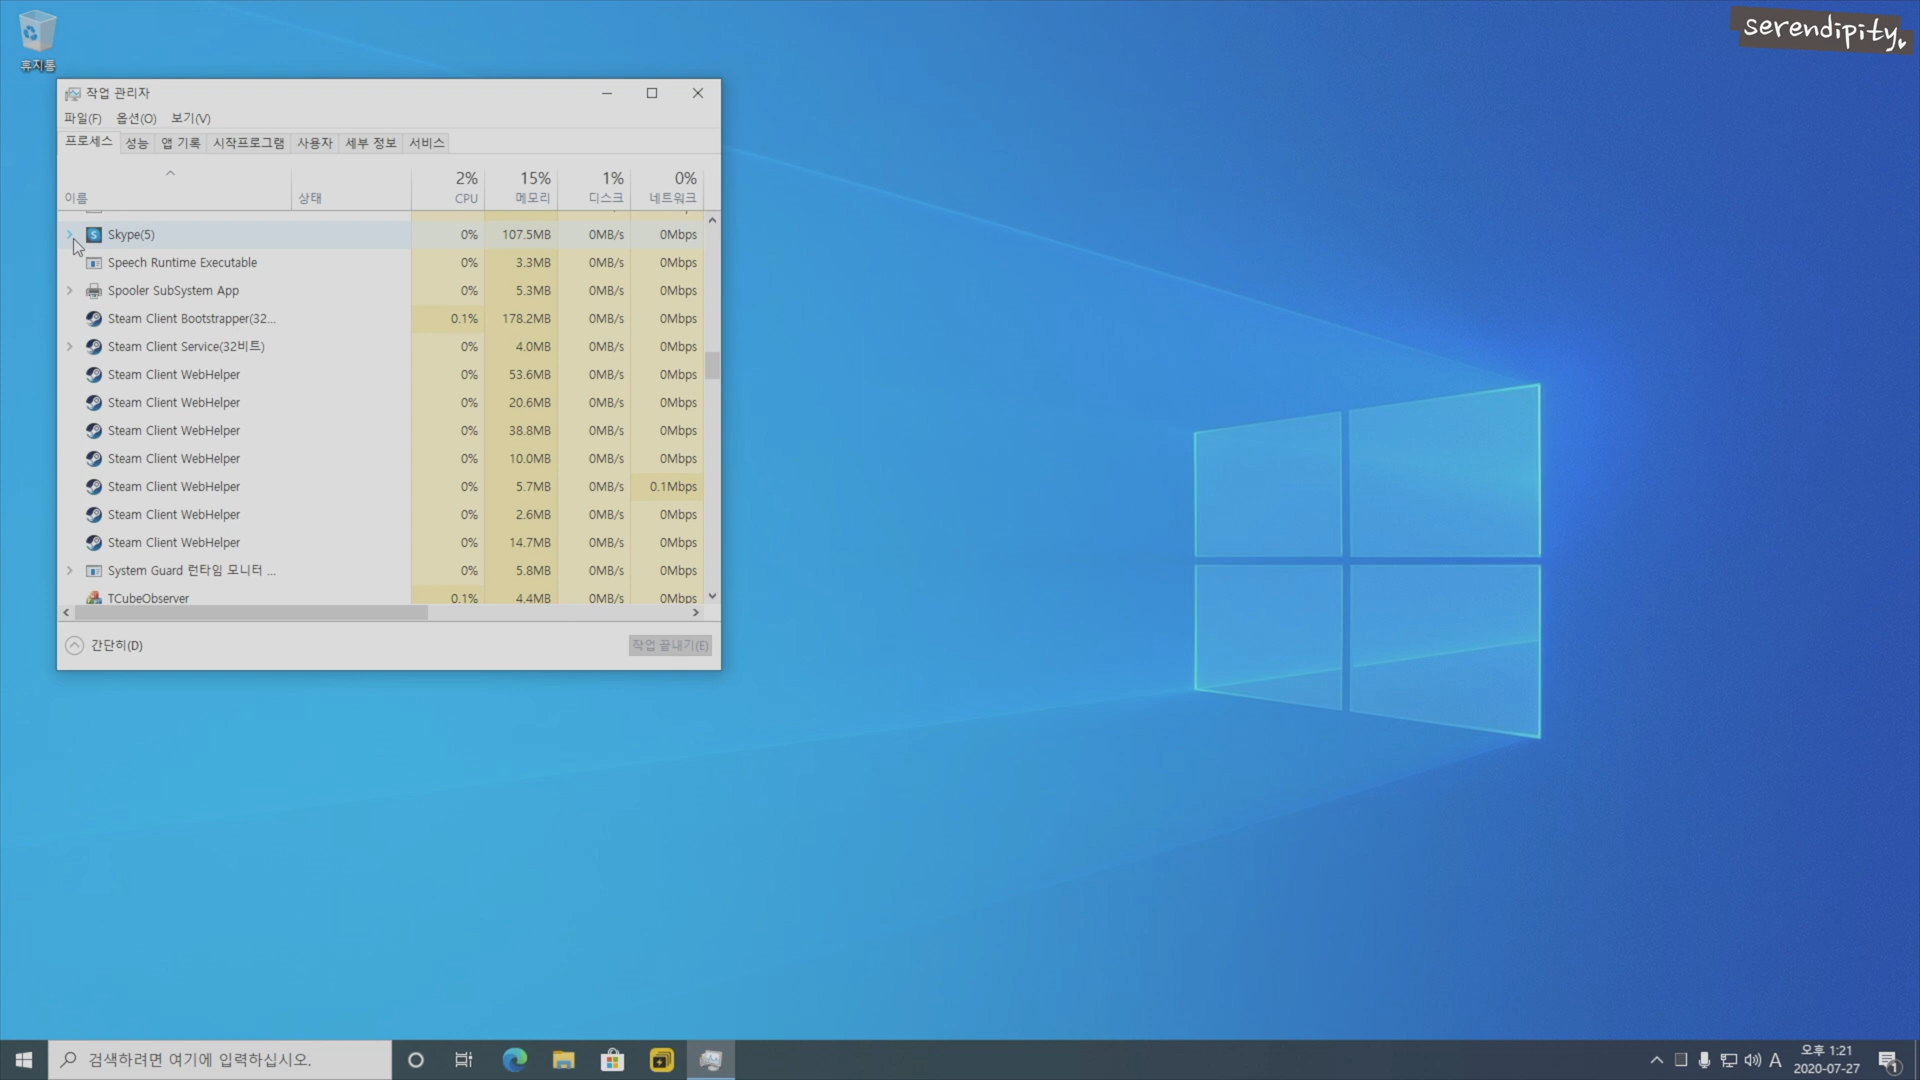 serendipity
휴지통
작업 관리자
파일(F) 옵션(O) 보기(V)
프로세스 성능 앱 기록 시작프로그램 사용자 세부 정보 서비스
2% 15% 1% 0%
이름 상태 CPU 메모리 디스크 네트워크
Skype(5) 0% 107.5MB 0MB/s 0Mbps
Speech Runtime Executable 0% 3.3MB 0MB/s 0Mbps
Spooler SubSystem App 0% 5.3MB 0MB/s 0Mbps
Steam Client Bootstrapper(32... 0.1% 178.2MB 0MB/s 0Mbps
Steam Client Service(32비트) 0% 4.0MB 0MB/s 0Mbps
Steam Client WebHelper 0% 53.6MB 0MB/s 0Mbps
Steam Client WebHelper 0% 20.6MB 0MB/s 0Mbps
Steam Client WebHelper 0% 38.8MB 0MB/s 0Mbps
Steam Client WebHelper 0% 10.0MB 0MB/s 0Mbps
Steam Client WebHelper 0% 5.7MB 0MB/s 0.1Mbps
Steam Client WebHelper 0% 2.6MB 0MB/s 0Mbps
Steam Client WebHelper 0% 14.7MB 0MB/s 0Mbps
System Guard 런타임 모니터 ... 0% 5.8MB 0MB/s 0Mbps
TCubeObserver 0.1% 4.4MB 0MB/s 0Mbps
간단히(D) 작업 끝내기(E)
검색하려면 여기에 입력하십시오.
A 오후 1:21
2020-07-27
1